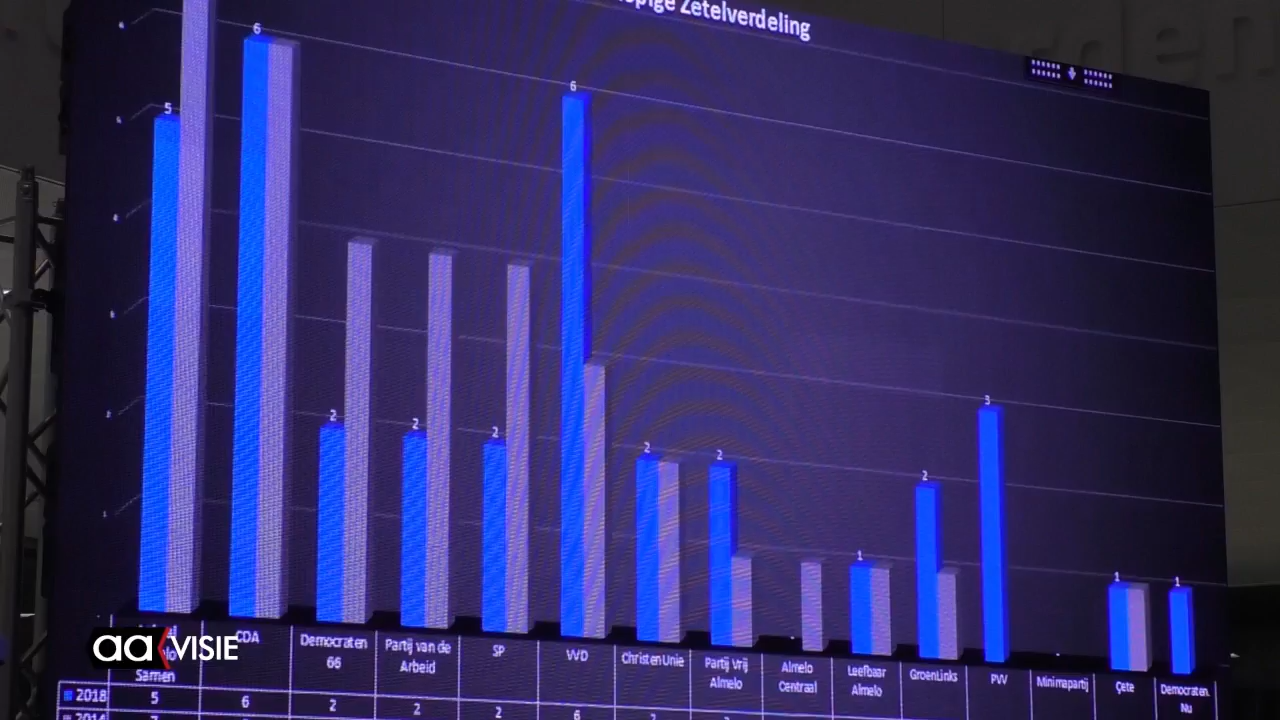 Zetelverdeling
5
6
2
2
2
6
2
2
1
2
3
1
1
aa VISIE
Samen
CDA
Democraten
66
Partij van de
Arbeid
SP
VVD
ChristenUnie
Partij Vrij
Almelo
Almelo
Centraal
Leefbaar
Almelo
GroenLinks
PVV
Minimapartij
Çete
Democraten.
Nu
2018 5 6 2 2 2 6
2014